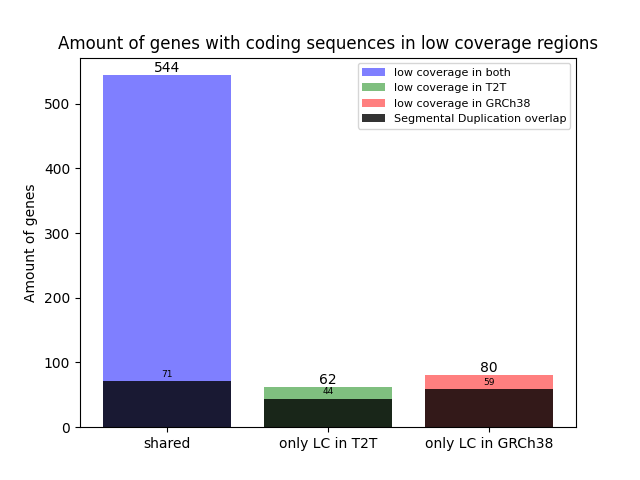 Amount of genes with coding sequences in low coverage regions
544
low coverage in both
low coverage in T2T
low coverage in GRCh38
Segmental Duplication overlap
500
400
300
200
100
0
Amount of genes
71
62
44
80
59
shared
only LC in T2T
only LC in GRCh38